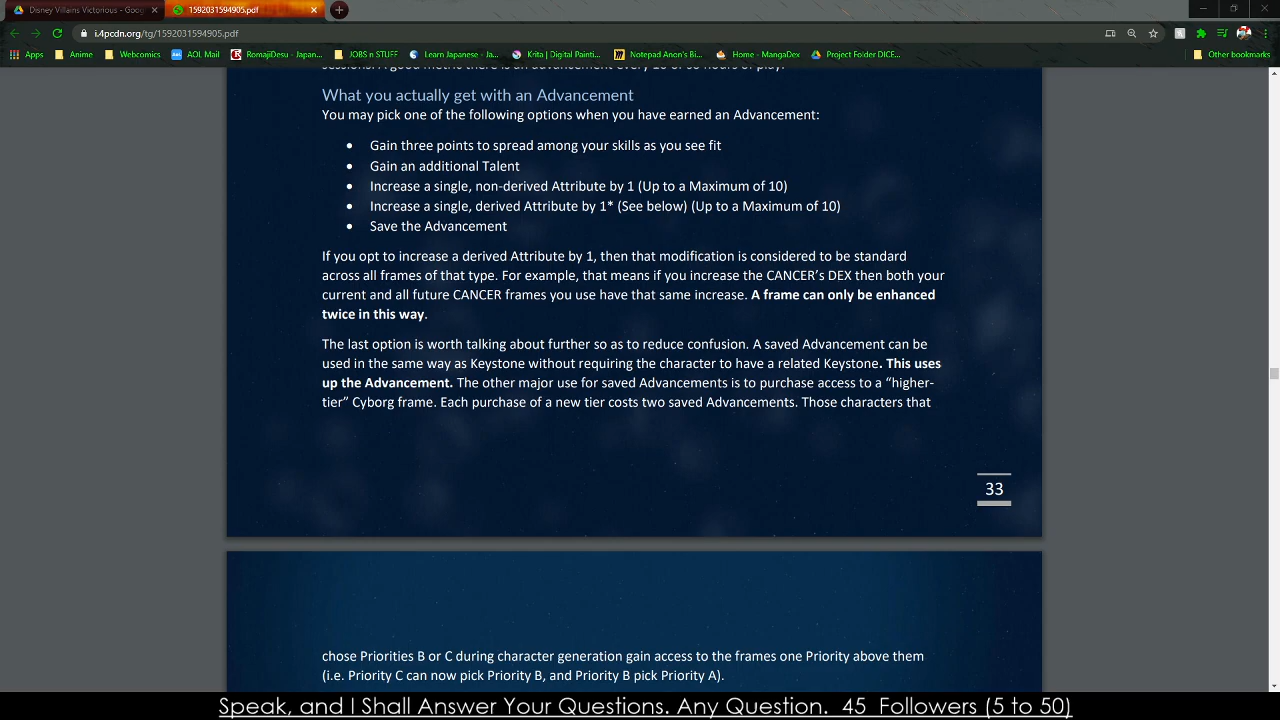 Disney Villains Victorious - Goog
1592031594905.pdf
i.4pcdn.org/tg/1592031594905.pdf
Apps
Anime
Webcomics
AOL Mail
RomajiDesu - Japan...
JOBS n STUFF
Learn Japanese - Ja...
Krita | Digital Paintin...
Notepad Anon's Bi...
Home - MangaDex
Project Folder DICE...
Other bookmarks
What you actually get with an Advancement
You may pick one of the following options when you have earned an Advancement:
• Gain three points to spread among your skills as you see fit
• Gain an additional Talent
• Increase a single, non-derived Attribute by 1 (Up to a Maximum of 10)
• Increase a single, derived Attribute by 1* (See below) (Up to a Maximum of 10)
• Save the Advancement
If you opt to increase a derived Attribute by 1, then that modification is considered to be standard
across all frames of that type. For example, that means if you increase the CANCER’s DEX then both your
current and all future CANCER frames you use have that same increase. A frame can only be enhanced
twice in this way.
The last option is worth talking about further so as to reduce confusion. A saved Advancement can be
used in the same way as Keystone without requiring the character to have a related Keystone. This uses
up the Advancement. The other major use for saved Advancements is to purchase access to a “higher-
tier” Cyborg frame. Each purchase of a new tier costs two saved Advancements. Those characters that
33
chose Priorities B or C during character generation gain access to the frames one Priority above them
(i.e. Priority C can now pick Priority B, and Priority B pick Priority A).
Speak, and I Shall Answer Your Questions. Any Question. 45 Followers (5 to 50)